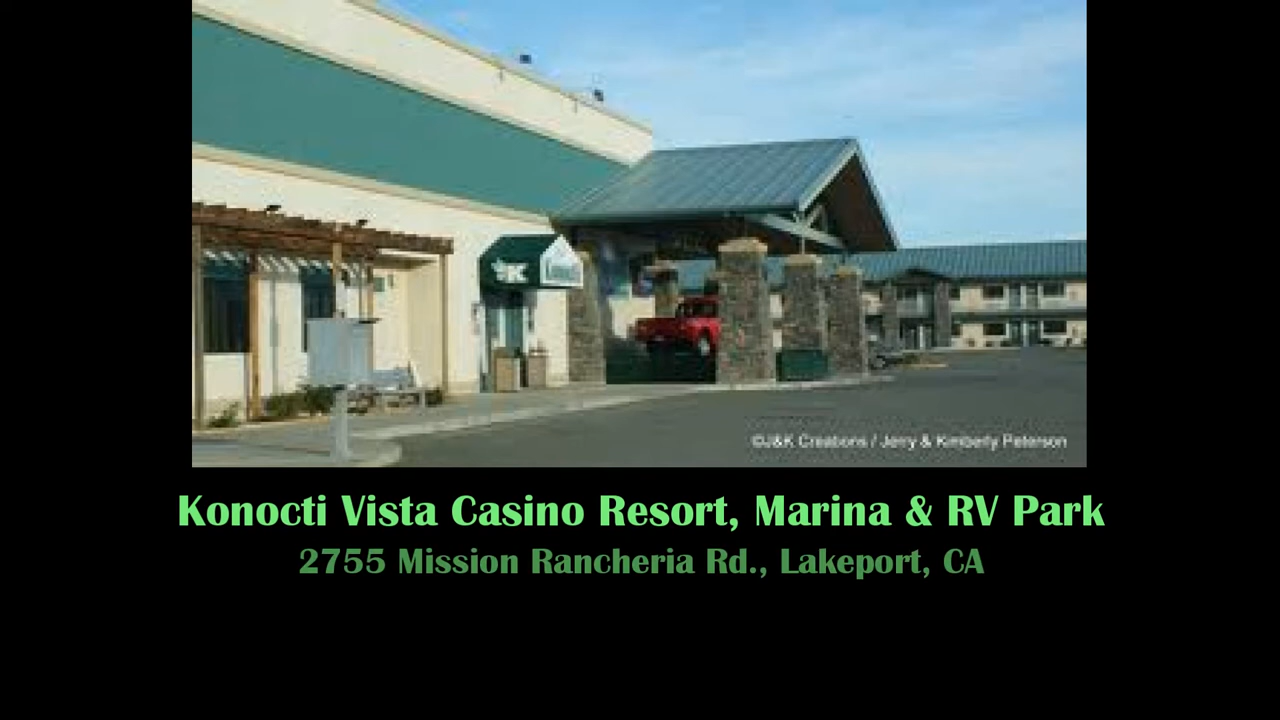 K
©J&K Creations / Jerry & Kimberly Peterson
Konocti Vista Casino Resort, Marina & RV Park
2755 Mission Rancheria Rd., Lakeport, CA